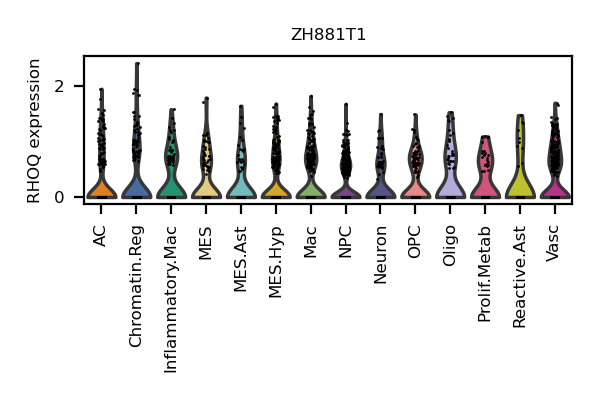 ZH881T1
RHOQ expression
2
0
AC
Chromatin.Reg
Inflammatory.Mac
MES
MES.Ast
MES.Hyp
Mac
NPC
Neuron
OPC
Oligo
Prolif.Metab
Reactive.Ast
Vasc